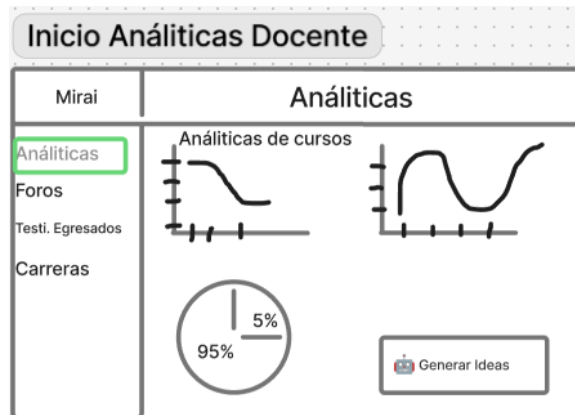 Inicio Análiticas Docente
Mirai
Análiticas
Análiticas
Foros
Testi. Egresados
Carreras
Análiticas de cursos
5%
95%
🤖 Generar Ideas